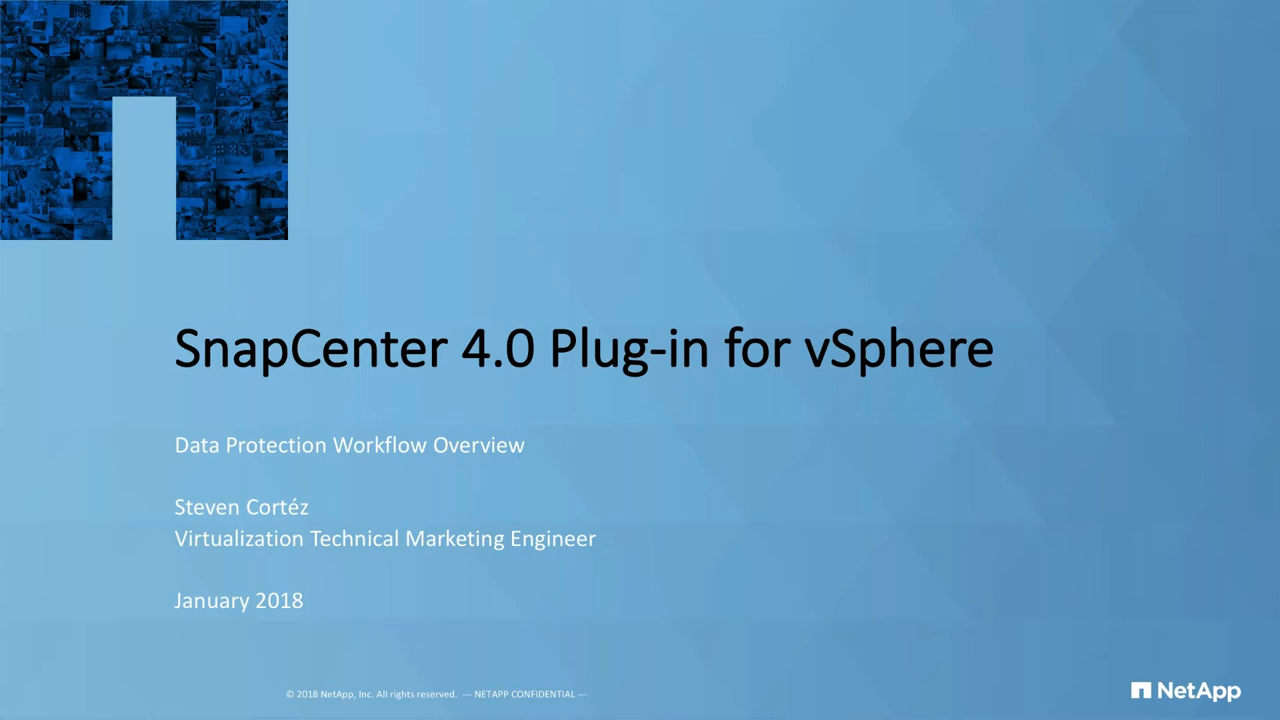 SnapCenter 4.0 Plug-in for vSphere
Data Protection Workflow Overview
Steven Cortéz
Virtualization Technical Marketing Engineer
January 2018
© 2018 NetApp, Inc. All rights reserved. --- NETAPP CONFIDENTIAL ---
NetApp